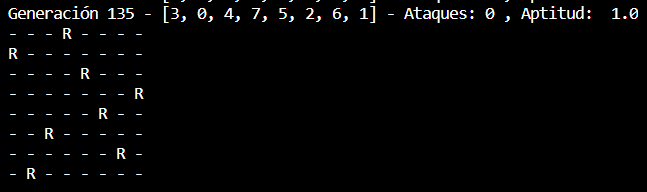 Generación 135 - [3, 0, 4, 7, 5, 2, 6, 1] - Ataques: 0 , Aptitud:  1.0
- - - R - - - -
R - - - - - - -
- - - - R - - -
- - - - - - - R
- - - - - R - -
- - R - - - - -
- - - - - - R -
- R - - - - - -